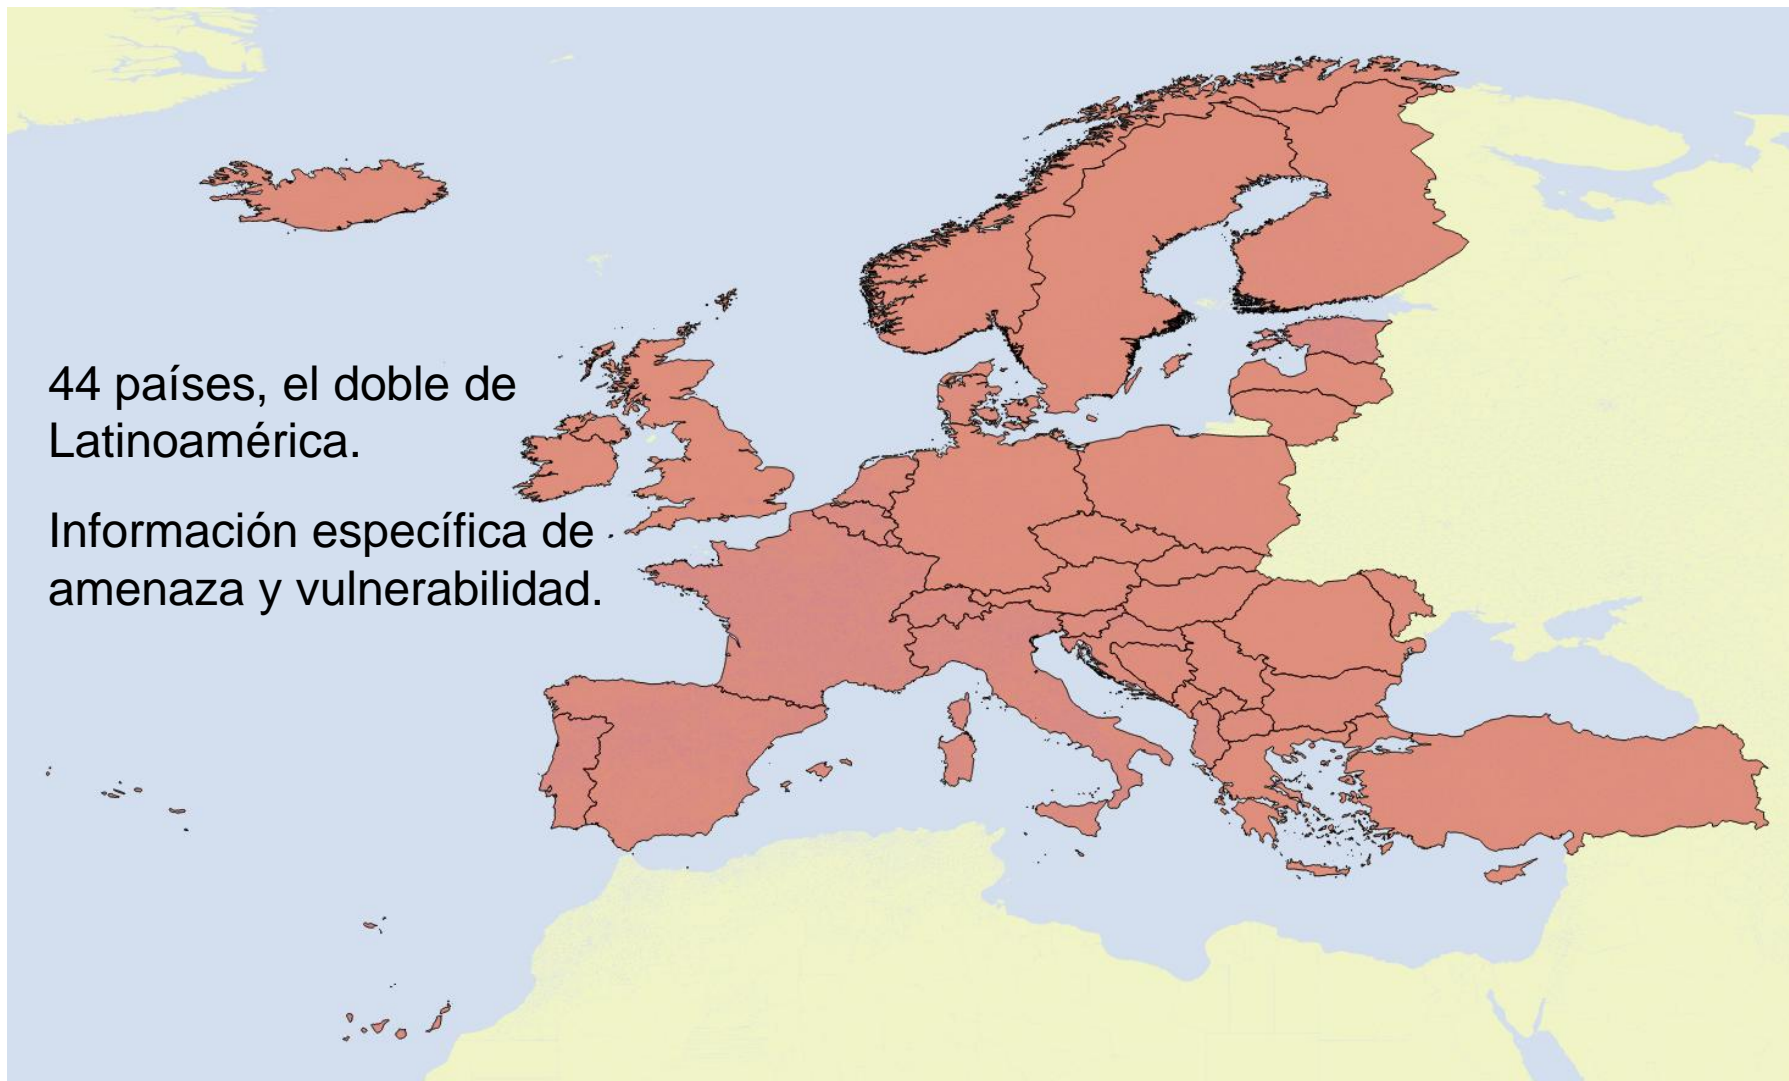 44 países, el doble de
Latinoamérica.
Información específica de
amenaza y vulnerabilidad.